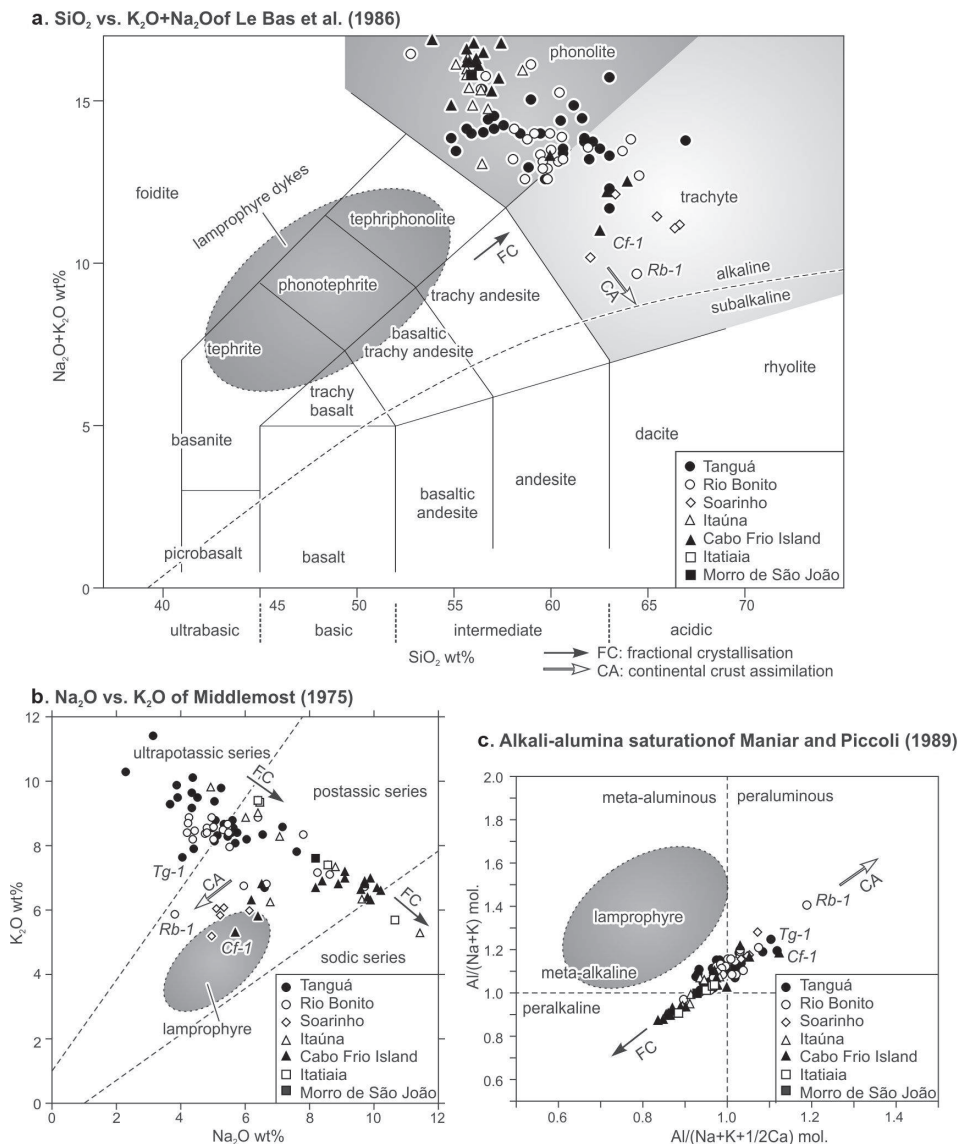 a. SiO₂ vs. K₂O+Na₂Oof Le Bas et al. (1986)
Na₂O+K₂O wt%
15
10
5
0
phonolite
foidite
lamprophyre dykes
tephriphonolite
trachyte
FC
Cf-1
Rb-1
CA
alkaline
subalkaline
phonotephrite
trachy andesite
basaltic
trachy andesite
tephrite
rhyolite
trachy
basalt
basanite
dacite
basaltic
andesite
andesite
picrobasalt
basalt
Tanguá
Rio Bonito
Soarinho
Itaúna
Cabo Frio Island
Itatiaia
Morro de São João
40 45 50 55 60 65 70
ultrabasic basic intermediate acidic
SiO₂ wt%
FC: fractional crystallisation
CA: continental crust assimilation
b. Na₂O vs. K₂O of Middlemost (1975)
K₂O wt%
12
10
8
6
4
2
0
ultrapotassic series
FC
postassic series
Tg-1
CA
Rb-1
Cf-1
FC
sodic series
lamprophyre
Tanguá
Rio Bonito
Soarinho
Itaúna
Cabo Frio Island
Itatiaia
Morro de São João
0 2 4 6 8 10 12
Na₂O wt%
c. Alkali-alumina saturationof Maniar and Piccoli (1989)
Al/(Na+K) mol.
2.0
1.8
1.6
1.4
1.2
1.0
0.8
0.6
meta-aluminous
peraluminous
CA
Rb-1
lamprophyre
Tg-1
Cf-1
meta-alkaline
peralkaline
FC
Tanguá
Rio Bonito
Soarinho
Itaúna
Cabo Frio Island
Itatiaia
Morro de São João
0.6 0.8 1.0 1.2 1.4
Al/(Na+K+1/2Ca) mol.